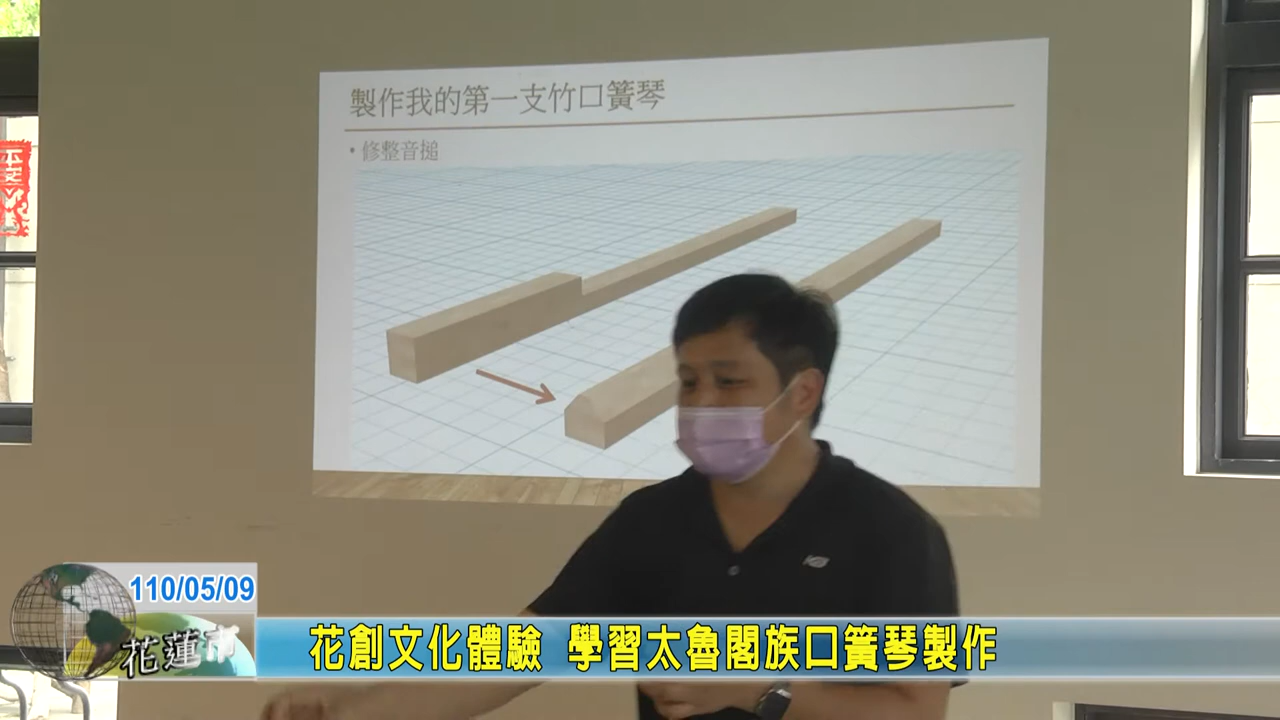 製作我的第一支竹口簧琴
• 修整音搥
平安
110/05/09
花蓮市
花創文化體驗 學習太魯閣族口簧琴製作